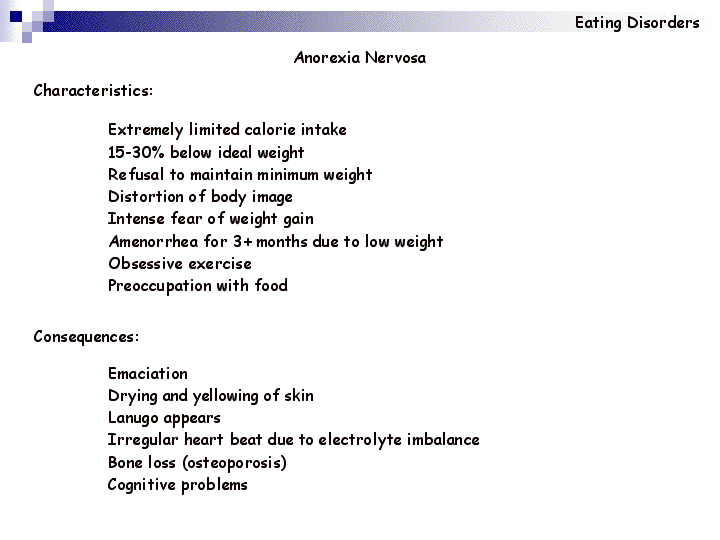 Eating Disorders
Anorexia Nervosa
Characteristics:
Extremely limited calorie intake
15-30% below ideal weight
Refusal to maintain minimum weight
Distortion of body image
Intense fear of weight gain
Amenorrhea for 3+ months due to low weight
Obsessive exercise
Preoccupation with food
Consequences:
Emaciation
Drying and yellowing of skin
Lanugo appears
Irregular heart beat due to electrolyte imbalance
Bone loss (osteoporosis)
Cognitive problems